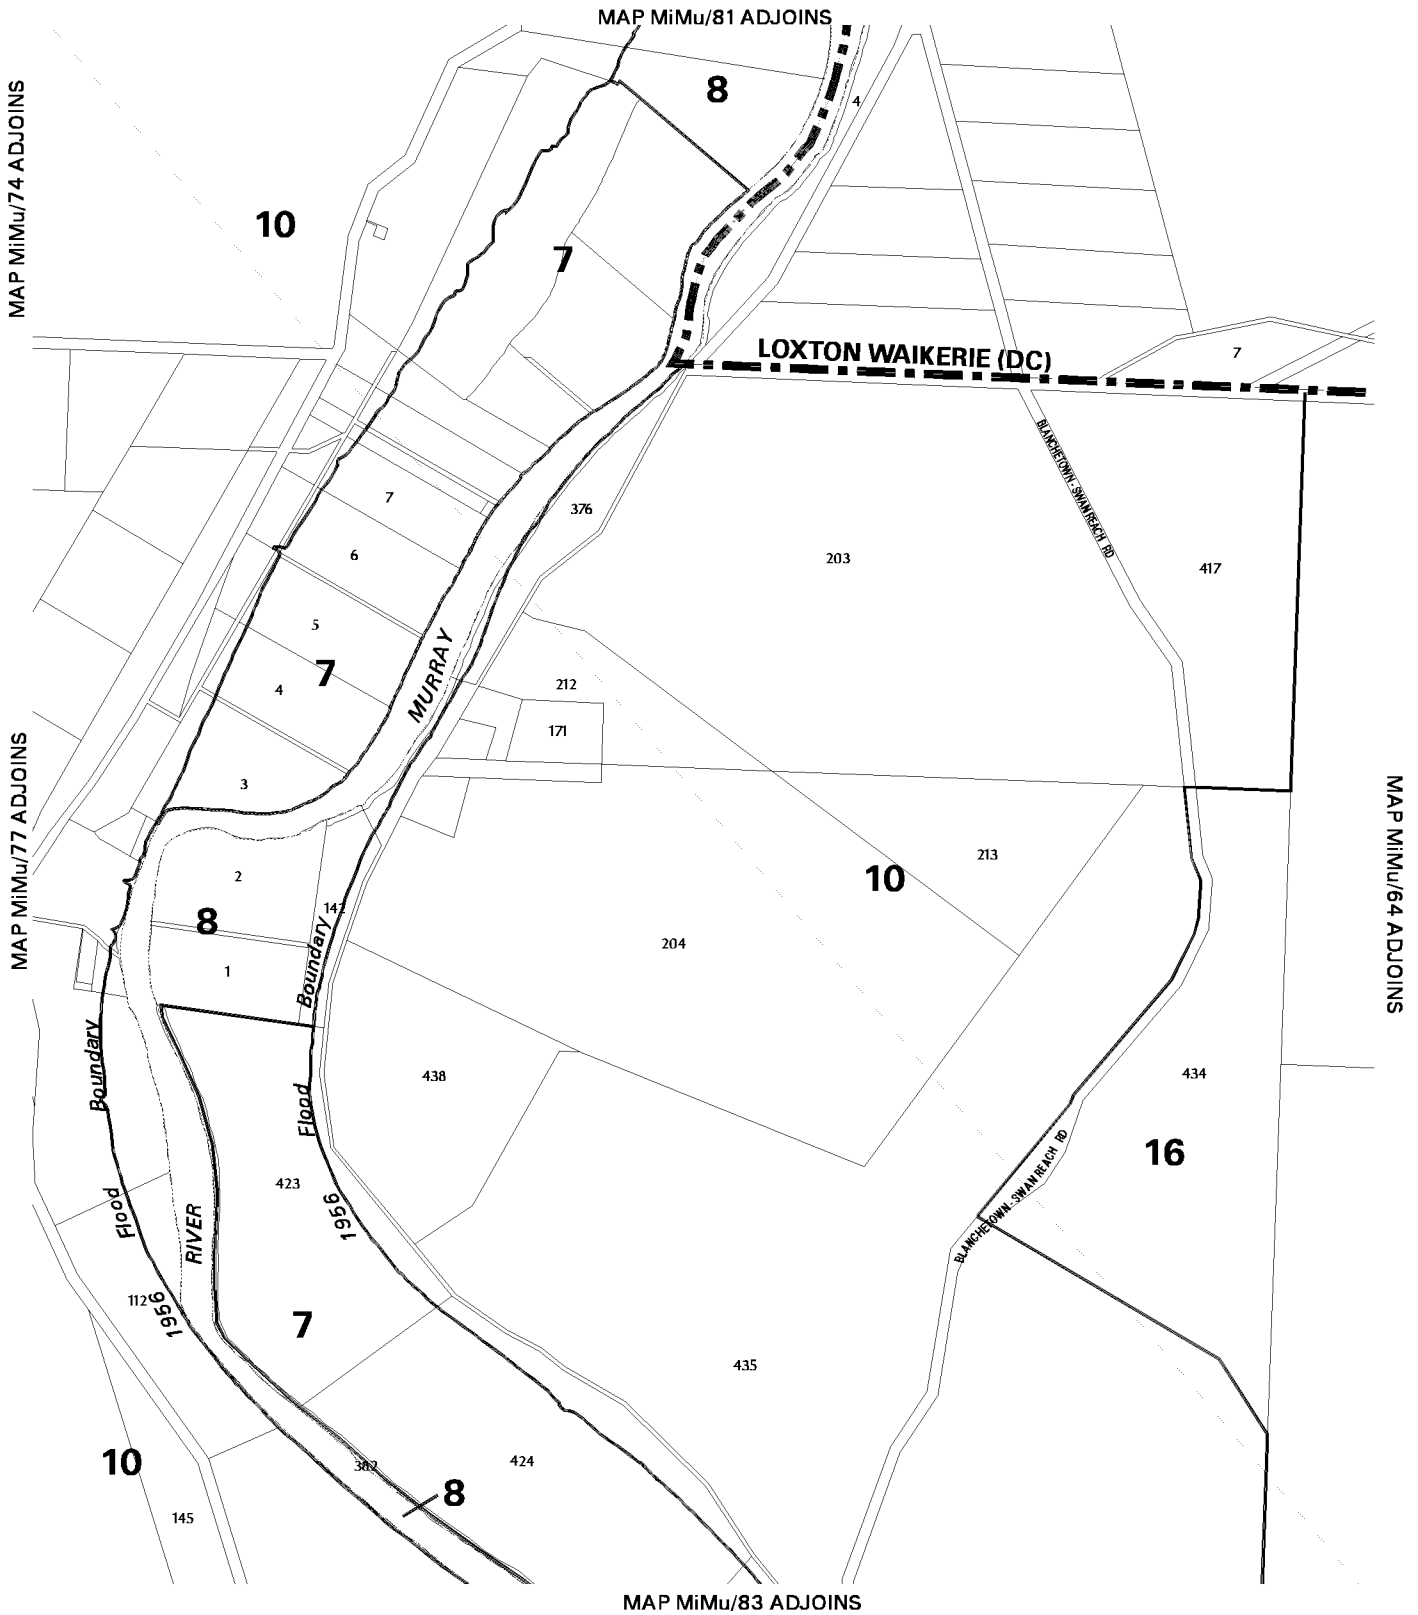 MAP MiMu/81 ADJOINS
MAP MiMu/74 ADJOINS
8
4
10
7
LOXTON WAIKERIE (DC)
7
BLANCHETOWN - SWAN REACH RD
7
376
6
203
417
5
7
MURRAY
4
212
171
3
MAP MiMu/77 ADJOINS
MAP MiMu/64 ADJOINS
213
2
10
142
8
204
1
Boundary
Boundary
438
434
Flood
16
BLANCHETOWN - SWAN REACH RD
423
Flood
1956
RIVER
112
1956
7
435
10
382
424
8
145
MAP MiMu/83 ADJOINS